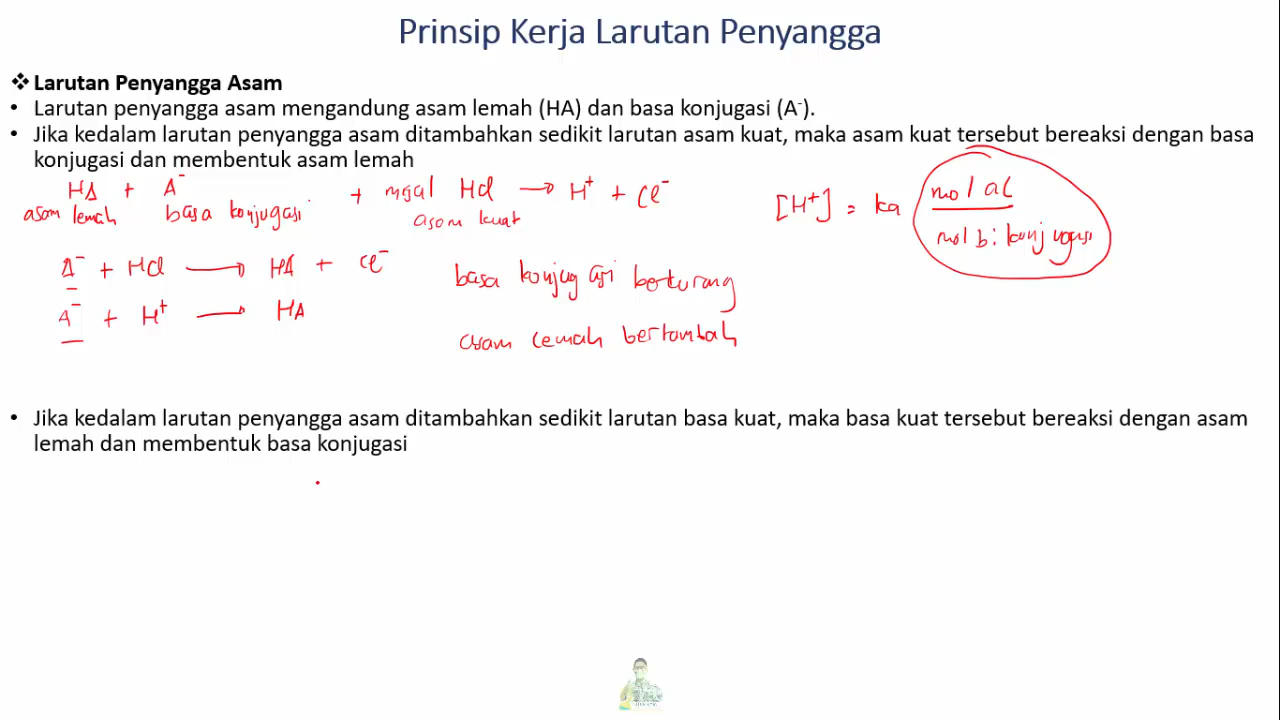 Prinsip Kerja Larutan Penyangga
❖ Larutan Penyangga Asam
• Larutan penyangga asam mengandung asam lemah (HA) dan basa konjugasi (A⁻).
• Jika kedalam larutan penyangga asam ditambahkan sedikit larutan asam kuat, maka asam kuat tersebut bereaksi dengan basa
konjugasi dan membentuk asam lemah
HA + A⁻ + misal HCl → H⁺ + Cl⁻
asam lemah basa konjugasi asam kuat
[H⁺] = ka mol al
mol b. konjugasi
A⁻ + HCl → HA + Cl⁻
basa konjugasi berkurang
A⁻ + H⁺ → HA
asam lemah bertambah
• Jika kedalam larutan penyangga asam ditambahkan sedikit larutan basa kuat, maka basa kuat tersebut bereaksi dengan asam
lemah dan membentuk basa konjugasi